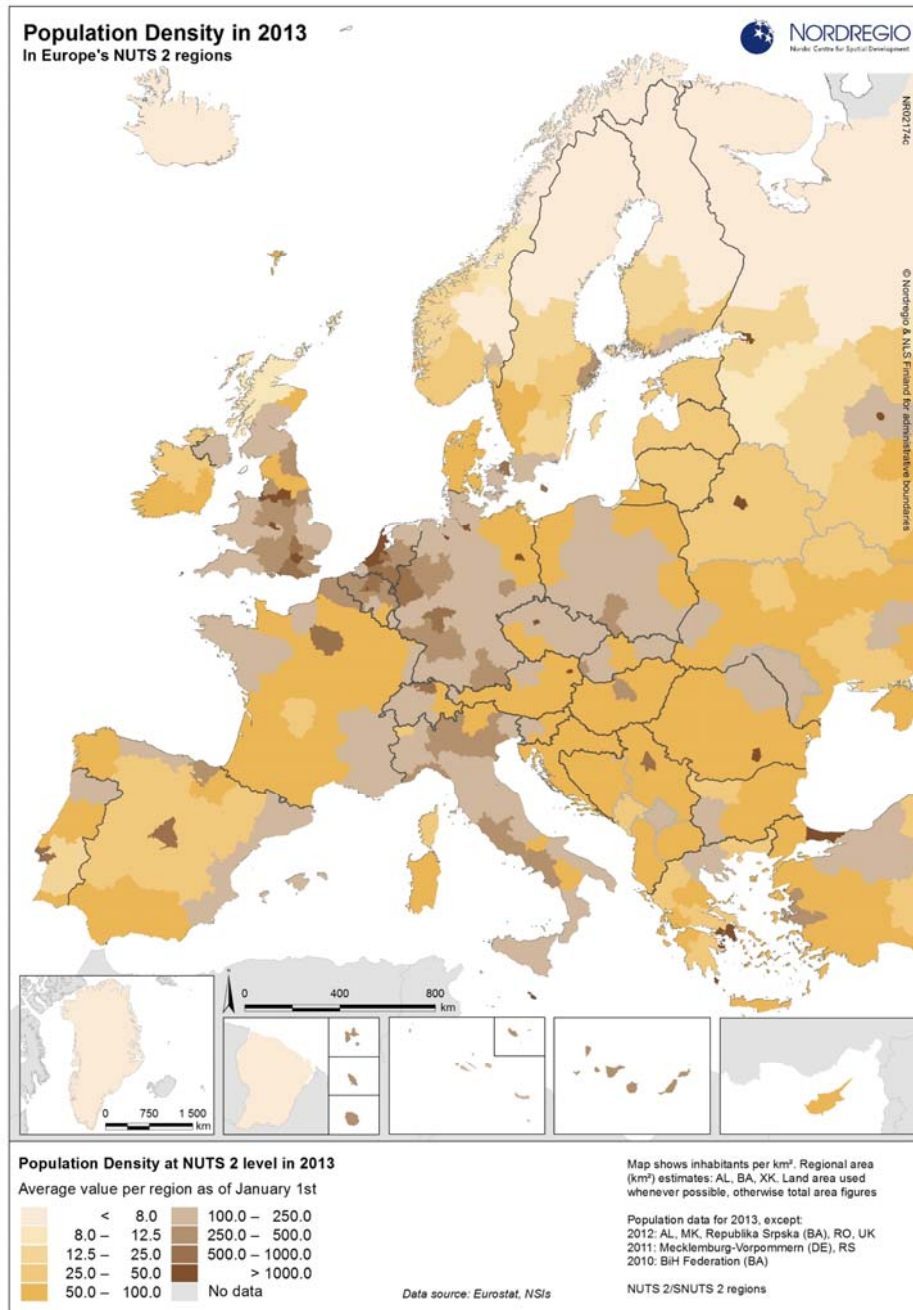 Population Density in 2013
In Europe's NUTS 2 regions
NORDREGIO
Nordic Centre for Spatial Development
NR02174c
© Nordregio & NLS Finland for administrative boundaries
0 400 800
km
0 750 1 500
km
Population Density at NUTS 2 level in 2013
Average value per region as of January 1st
< 8.0
8.0 – 12.5
12.5 – 25.0
25.0 – 50.0
50.0 – 100.0
100.0 – 250.0
250.0 – 500.0
500.0 – 1000.0
> 1000.0
No data
Data source: Eurostat, NSIs
Map shows inhabitants per km². Regional area
(km²) estimates: AL, BA, XK. Land area used
whenever possible, otherwise total area figures
Population data for 2013, except:
2012: AL, MK, Republika Srpska (BA), RO, UK
2011: Mecklemburg-Vorpommern (DE), RS
2010: BiH Federation (BA)
NUTS 2/SNUTS 2 regions